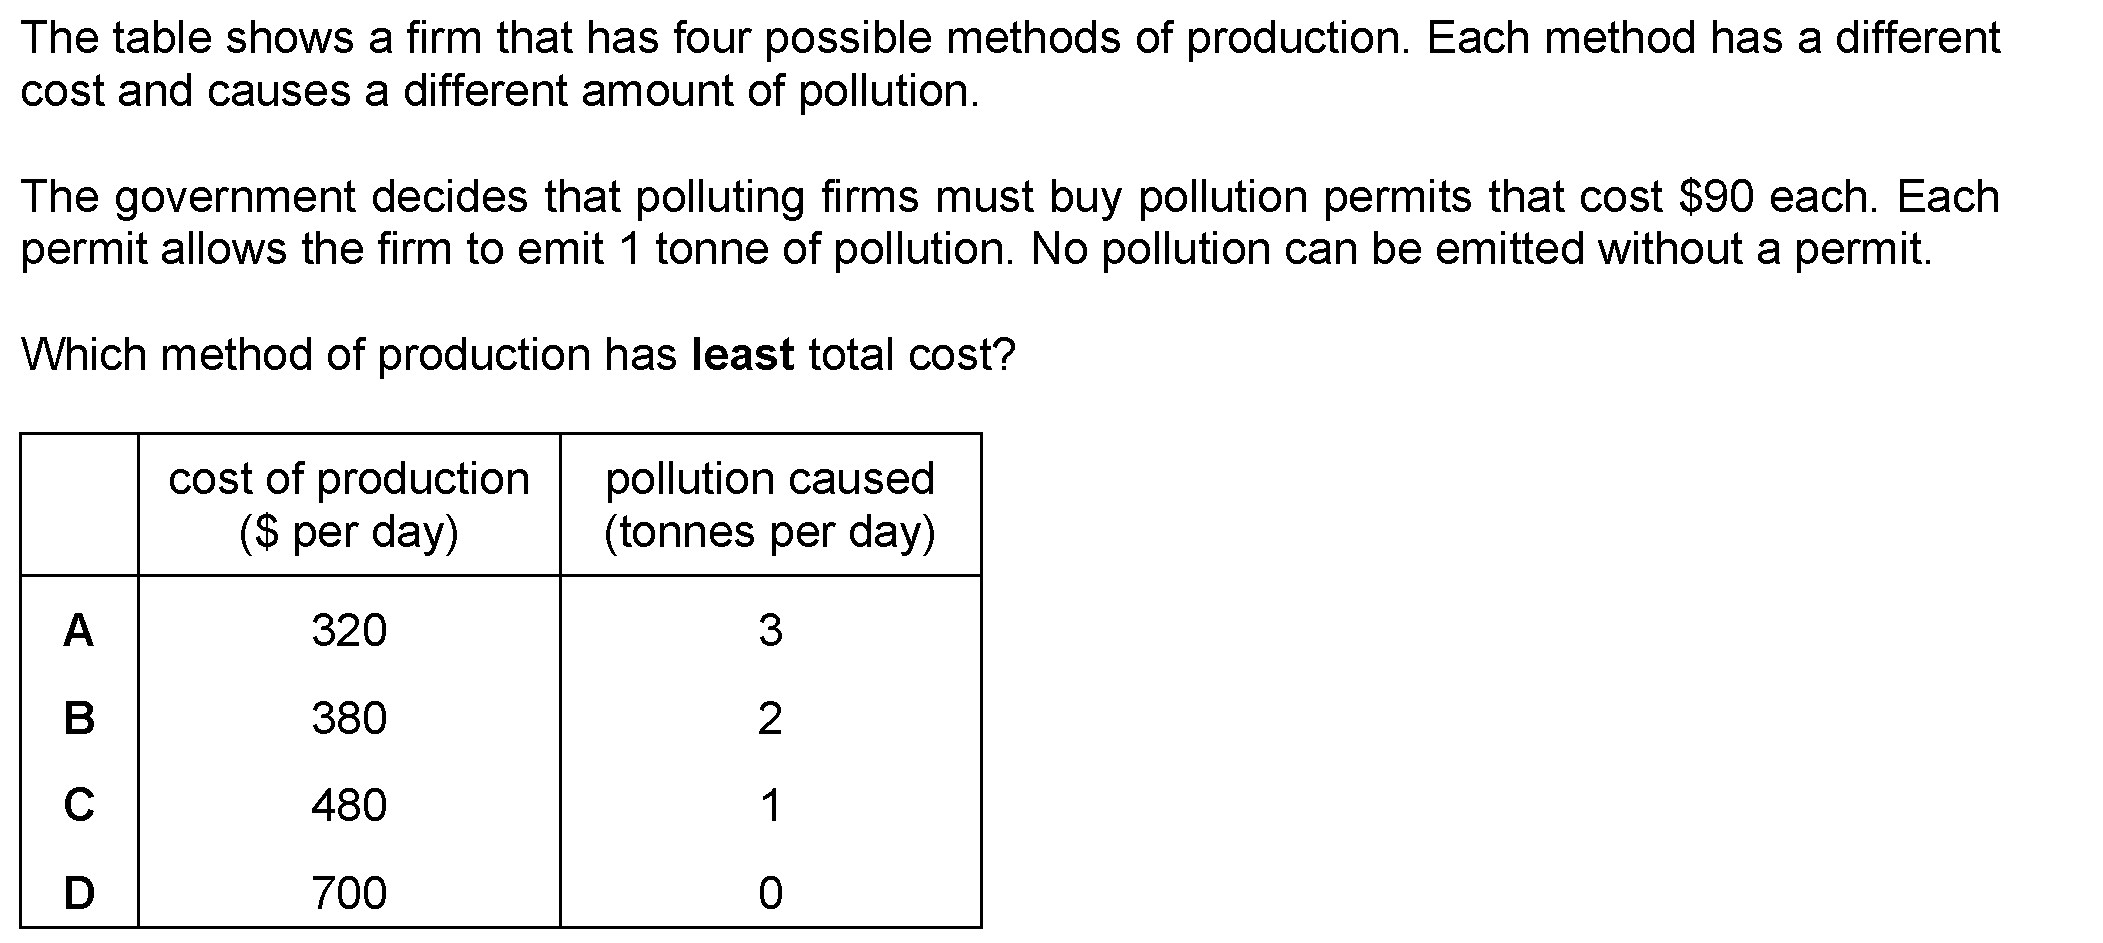 The table shows a firm that has four possible methods of production. Each method has a different
cost and causes a different amount of pollution.
The government decides that polluting firms must buy pollution permits that cost $90 each. Each
permit allows the firm to emit 1 tonne of pollution. No pollution can be emitted without a permit.
Which method of production has least total cost?
cost of production pollution caused
($ per day) (tonnes per day)
A 320 3
B 380 2
C 480 1
D 700 0